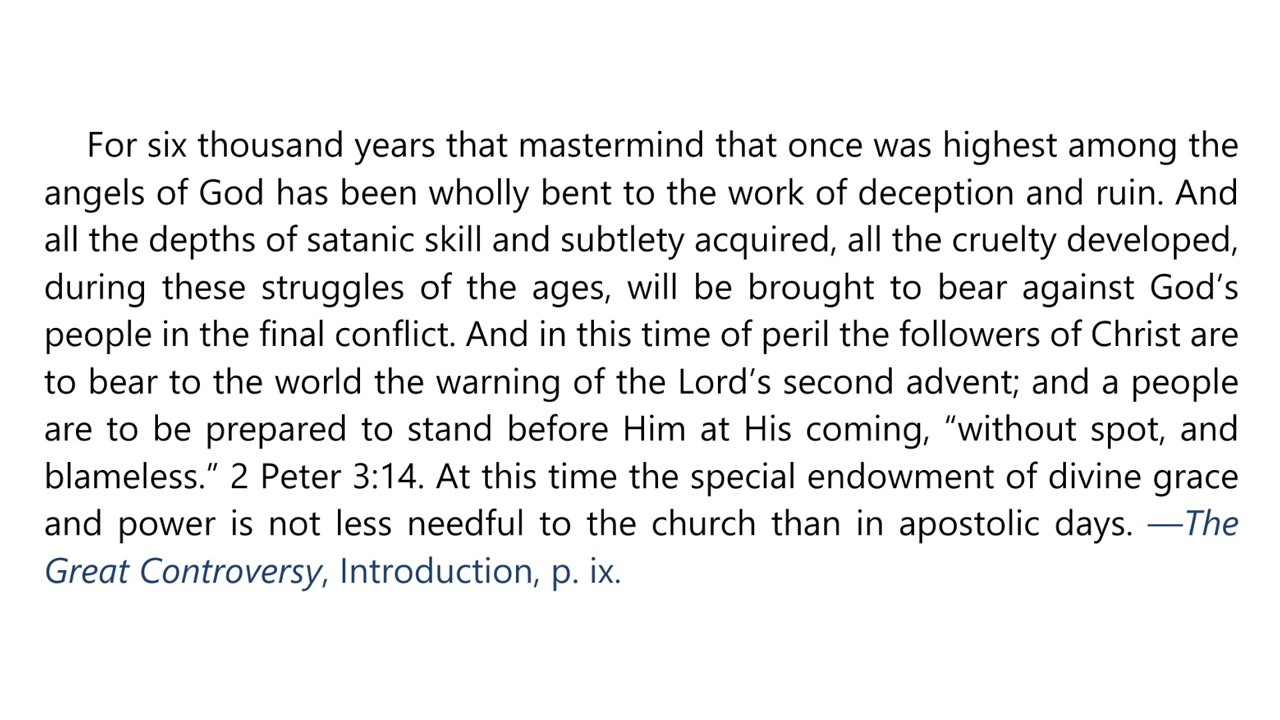 For six thousand years that mastermind that once was highest among the
angels of God has been wholly bent to the work of deception and ruin. And
all the depths of satanic skill and subtlety acquired, all the cruelty developed,
during these struggles of the ages, will be brought to bear against God’s
people in the final conflict. And in this time of peril the followers of Christ are
to bear to the world the warning of the Lord’s second advent; and a people
are to be prepared to stand before Him at His coming, “without spot, and
blameless.” 2 Peter 3:14. At this time the special endowment of divine grace
and power is not less needful to the church than in apostolic days. —The
Great Controversy, Introduction, p. ix.